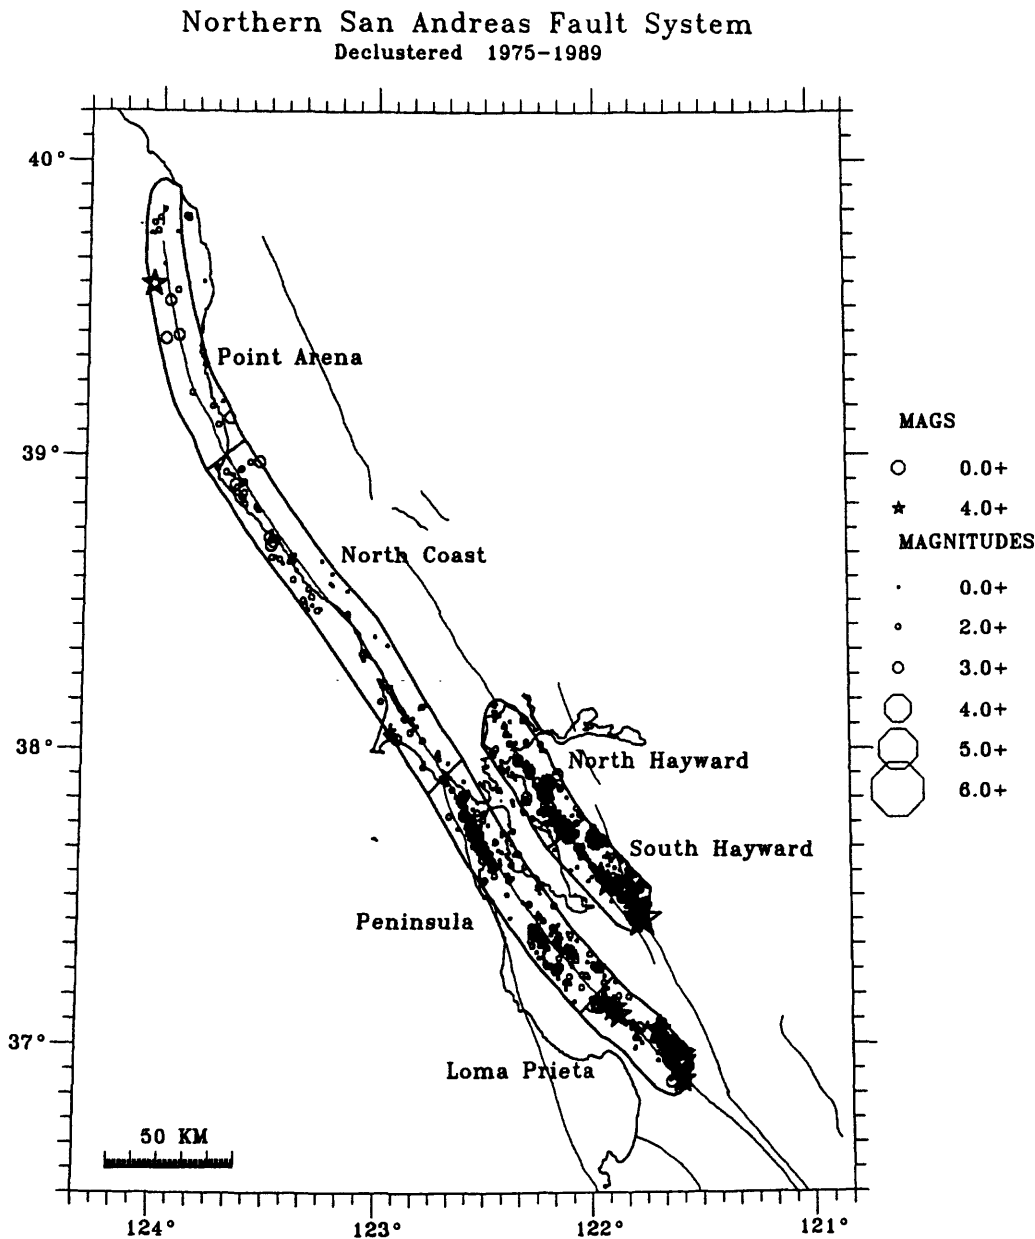 Northern San Andreas Fault System
Declustered 1975-1989
40°
Point Arena
39°
MAGS
0.0+
4.0+
MAGNITUDES
North Coast
0.0+
2.0+
3.0+
4.0+
38°
5.0+
North Hayward
6.0+
South Hayward
Peninsula
37°
Loma Prieta
50 KM
124°
123°
122°
121°